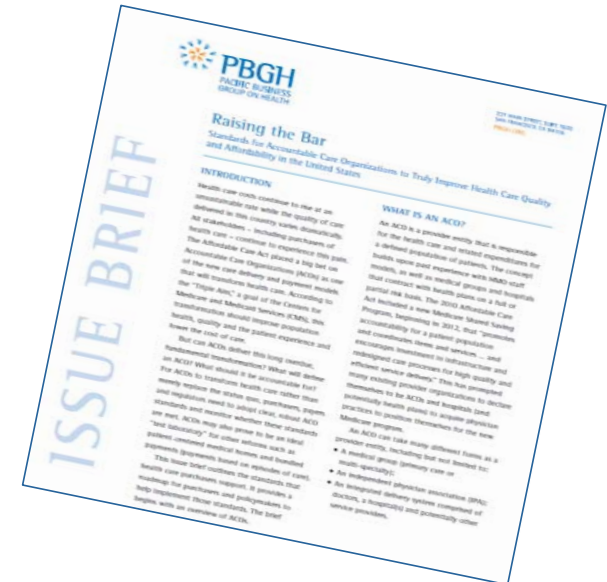 PBGH
PACIFIC BUSINESS
GROUP ON HEALTH
221 MAIN STREET, SUITE 1500
SAN FRANCISCO, CA 94105
PBGH.ORG
ISSUE BRIEF
Raising the Bar
Standards for Accountable Care Organizations to Truly Improve Health Care Quality
and Affordability in the United States
INTRODUCTION
Health care costs continue to rise at an
unsustainable rate while the quality of care
delivered in this country varies dramatically.
All stakeholders – including purchasers of
health care – continue to experience this pain.
The Affordable Care Act placed a big bet on
Accountable Care Organizations (ACOs) as one
of the new care delivery and payment models
that will transform health care. According to
the "Triple Aim," a goal of the Centers for
Medicare and Medicaid Services (CMS), this
transformation should improve population
health, quality and the patient experience and
lower the cost of care.
But can ACOs deliver this long overdue,
fundamental transformation? What will define
an ACO? What should it be accountable for?
For ACOs to transform health care rather than
merely replace the status quo, purchasers, payers
and regulators need to adopt clear, robust ACO
standards and monitor whether these standards
are met. ACOs may also prove to be an ideal
"test laboratory" for other reforms such as
patient-centered medical homes and bundled
payments (payments based on episodes of care).
This issue brief outlines the standards that
health care purchasers support. It provides a
roadmap for purchasers and policymakers to
help implement those standards. The brief
begins with an overview of ACOs.
WHAT IS AN ACO?
An ACO is a provider entity that is responsible
for the health care and related expenditures for
a defined population of patients. The concept
builds upon past experience with HMO staff
models, as well as medical groups and hospitals
that contract with health plans on a full or
partial risk basis. The 2010 Affordable Care
Act included a new Medicare Shared Saving
Program, beginning in 2012, that "promotes
accountability for a patient population
and coordinates items and services ... and
encourages investment in infrastructure and
redesigned care processes for high quality and
efficient service delivery." This has prompted
many existing provider organizations to declare
themselves to be ACOs and hospitals (and
potentially health plans) to acquire physician
practices to position themselves for the new
Medicare program.
An ACO can take many different forms as a
provider entity, including but not limited to:
• A medical group (primary care or
multi-specialty);
• An independent physician association (IPA);
• An integrated delivery system comprised of
doctors, a hospital(s) and potentially other
service providers.